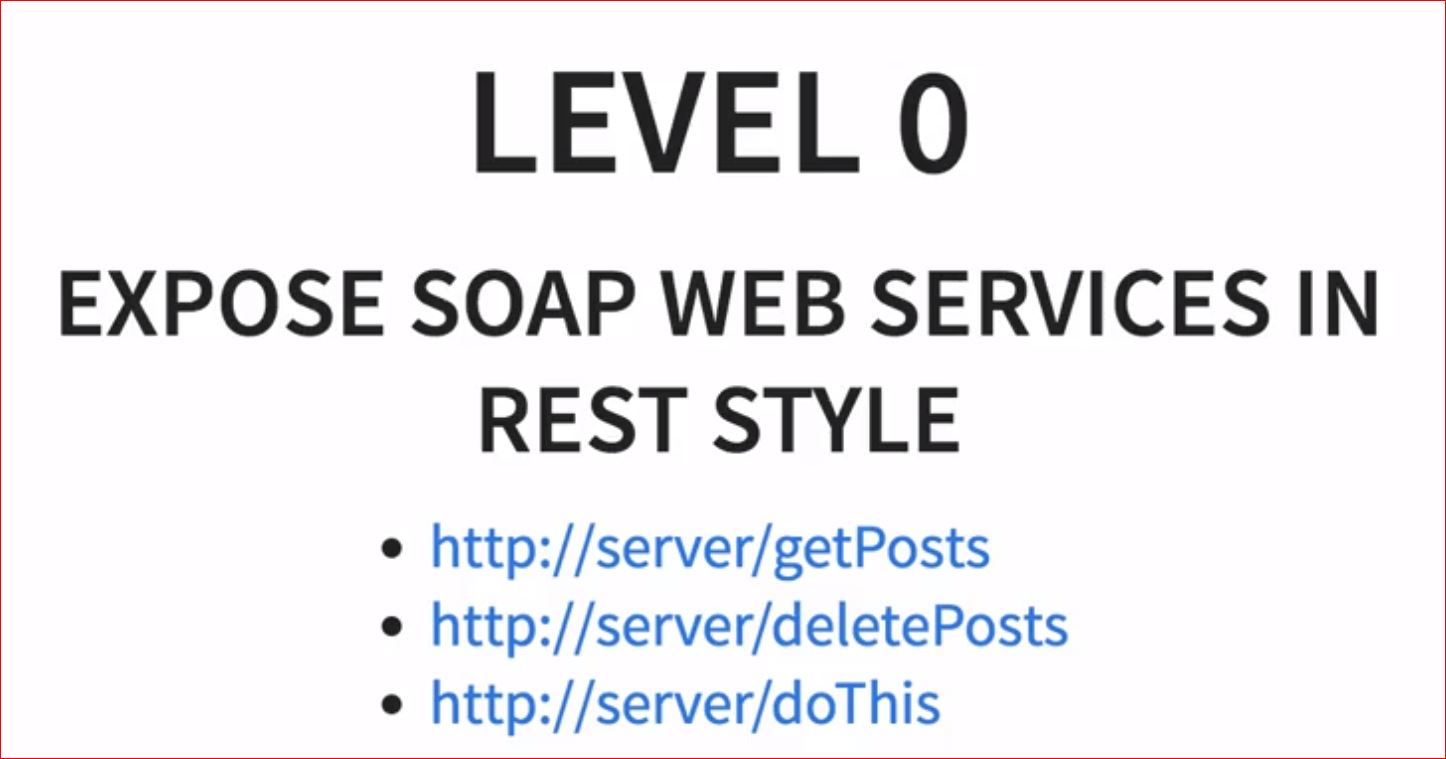 LEVEL 0
EXPOSE SOAP WEB SERVICES IN
REST STYLE
• http://server/getPosts
• http://server/deletePosts
• http://server/doThis